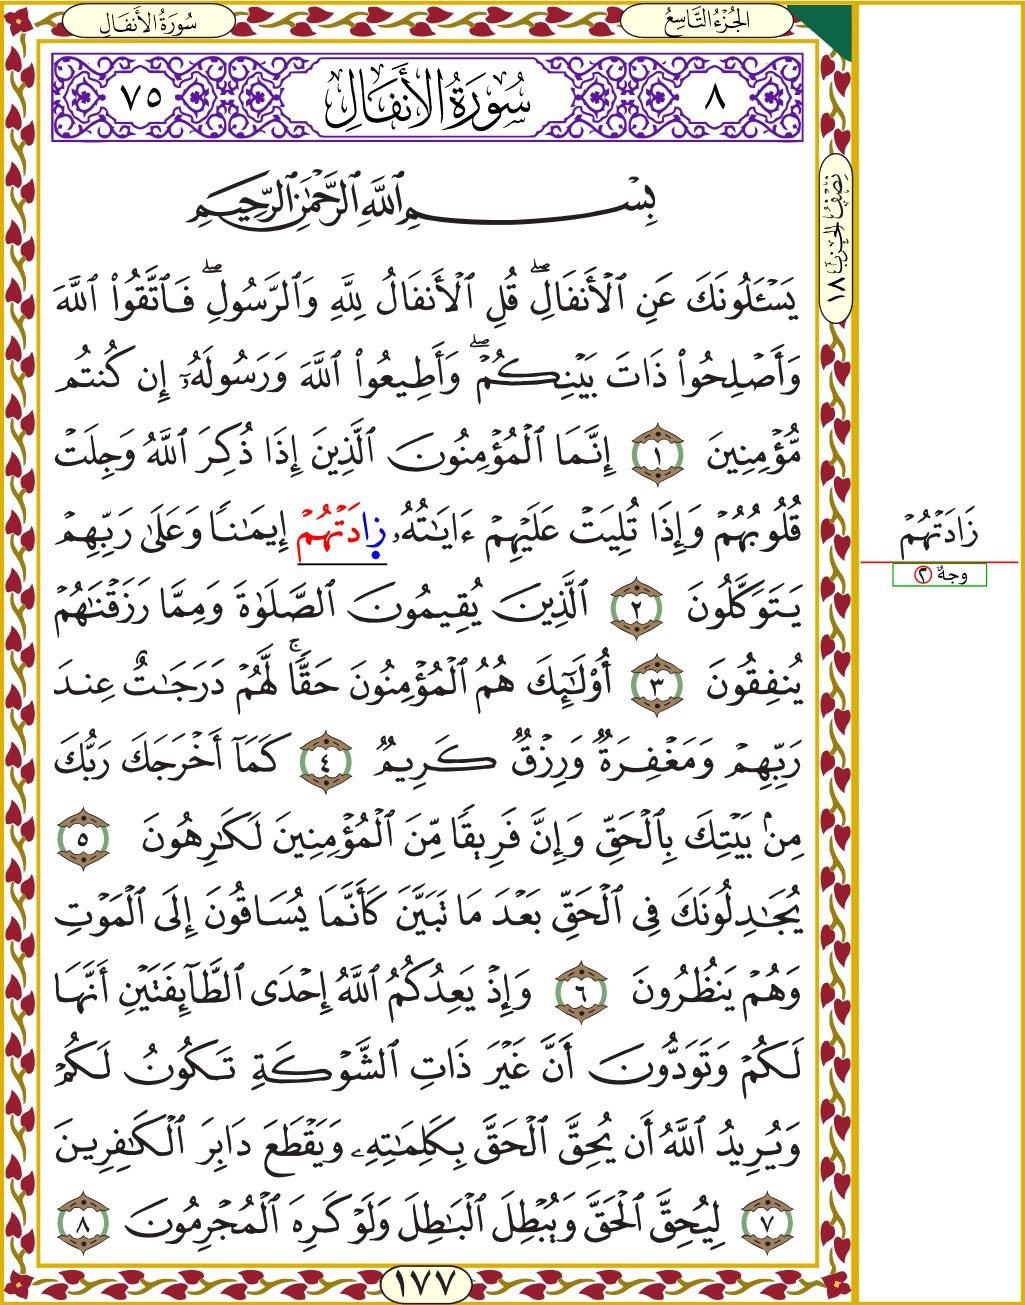 الجُزْءُ التَّاسِعُ
سُورَةُ الأَنفَالِ
٨
سُورَةُ الأَنفَالِ
٧٥
بِسْمِ ٱللَّهِ ٱلرَّحْمَٰنِ ٱلرَّحِيمِ
نِصْفُ الحِزْبِ ١٨
يَسْـَٔلُونَكَ عَنِ ٱلْأَنفَالِۖ قُلِ ٱلْأَنفَالُ لِلَّهِ وَٱلرَّسُولِۖ فَٱتَّقُوا۟ ٱللَّهَ
وَأَصْلِحُوا۟ ذَاتَ بَيْنِكُمْۖ وَأَطِيعُوا۟ ٱللَّهَ وَرَسُولَهُۥٓ إِن كُنتُم
مُّؤْمِنِينَ ١ إِنَّمَا ٱلْمُؤْمِنُونَ ٱلَّذِينَ إِذَا ذُكِرَ ٱللَّهُ وَجِلَتْ
قُلُوبُهُمْ وَإِذَا تُلِيَتْ عَلَيْهِمْ ءَايَٰتُهُۥ زادَتْهُمْ إِيمَٰنًا وَعَلَىٰ رَبِّهِمْ
زَادَتْهُمْ
وجهٌ ٢
يَتَوَكَّلُونَ ٢ ٱلَّذِينَ يُقِيمُونَ ٱلصَّلَوٰةَ وَمِمَّا رَزَقْنَٰهُمْ
يُنفِقُونَ ٣ أُو۟لَٰٓئِكَ هُمُ ٱلْمُؤْمِنُونَ حَقًّاۚ لَّهُمْ دَرَجَٰتٌ عِندَ
رَبِّهِمْ وَمَغْفِرَةٌ وَرِزْقٌ كَرِيمٌ ٤ كَمَآ أَخْرَجَكَ رَبُّكَ
مِنۢ بَيْتِكَ بِٱلْحَقِّ وَإِنَّ فَرِيقًا مِّنَ ٱلْمُؤْمِنِينَ لَكَٰرِهُونَ ٥
يُجَٰدِلُونَكَ فِى ٱلْحَقِّ بَعْدَ مَا تَبَيَّنَ كَأَنَّمَا يُسَاقُونَ إِلَى ٱلْمَوْتِ
وَهُمْ يَنظُرُونَ ٦ وَإِذْ يَعِدُكُمُ ٱللَّهُ إِحْدَى ٱلطَّآئِفَتَيْنِ أَنَّهَا
لَكُمْ وَتَوَدُّونَ أَنَّ غَيْرَ ذَاتِ ٱلشَّوْكَةِ تَكُونُ لَكُمْ
وَيُرِيدُ ٱللَّهُ أَن يُحِقَّ ٱلْحَقَّ بِكَلِمَٰتِهِۦ وَيَقْطَعَ دَابِرَ ٱلْكَٰفِرِينَ
٧ لِيُحِقَّ ٱلْحَقَّ وَيُبْطِلَ ٱلْبَٰطِلَ وَلَوْ كَرِهَ ٱلْمُجْرِمُونَ ٨
١٧٧